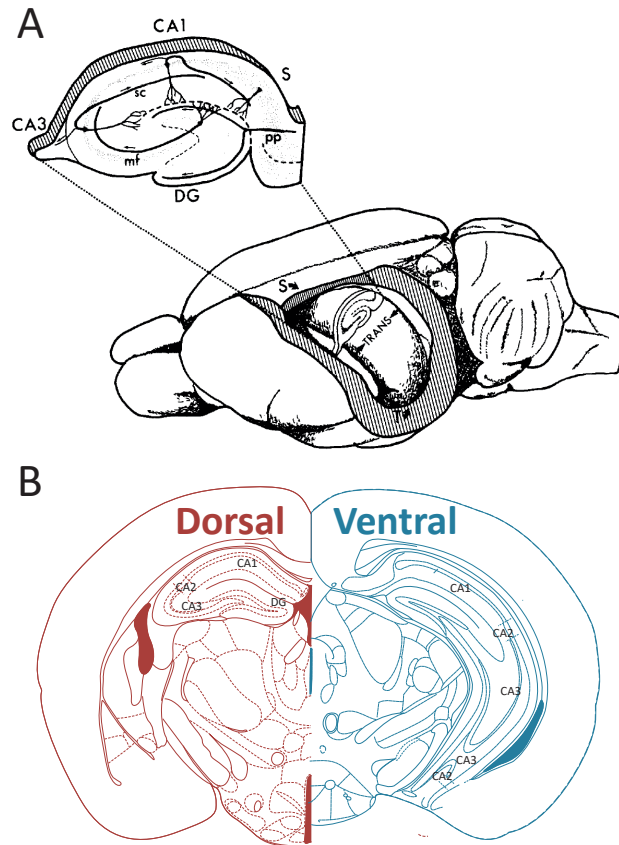 A
CA1
S
sc
CA3
pp
mf
DG
S
TRANS
T
B
Dorsal Ventral
CA1
CA2
CA3
DG
CA1
CA2
CA3
CA3
CA2